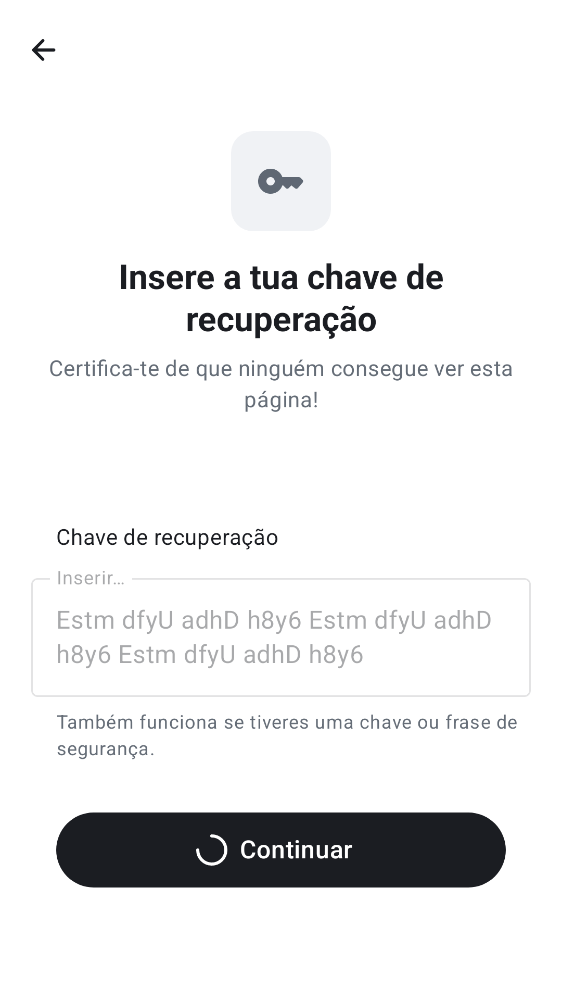 Insere a tua chave de
recuperação
Certifica-te de que ninguém consegue ver esta
página!
Chave de recuperação
Inserir…
Estm dfyU adhD h8y6 Estm dfyU adhD
h8y6 Estm dfyU adhD h8y6
Também funciona se tiveres uma chave ou frase de
segurança.
Continuar